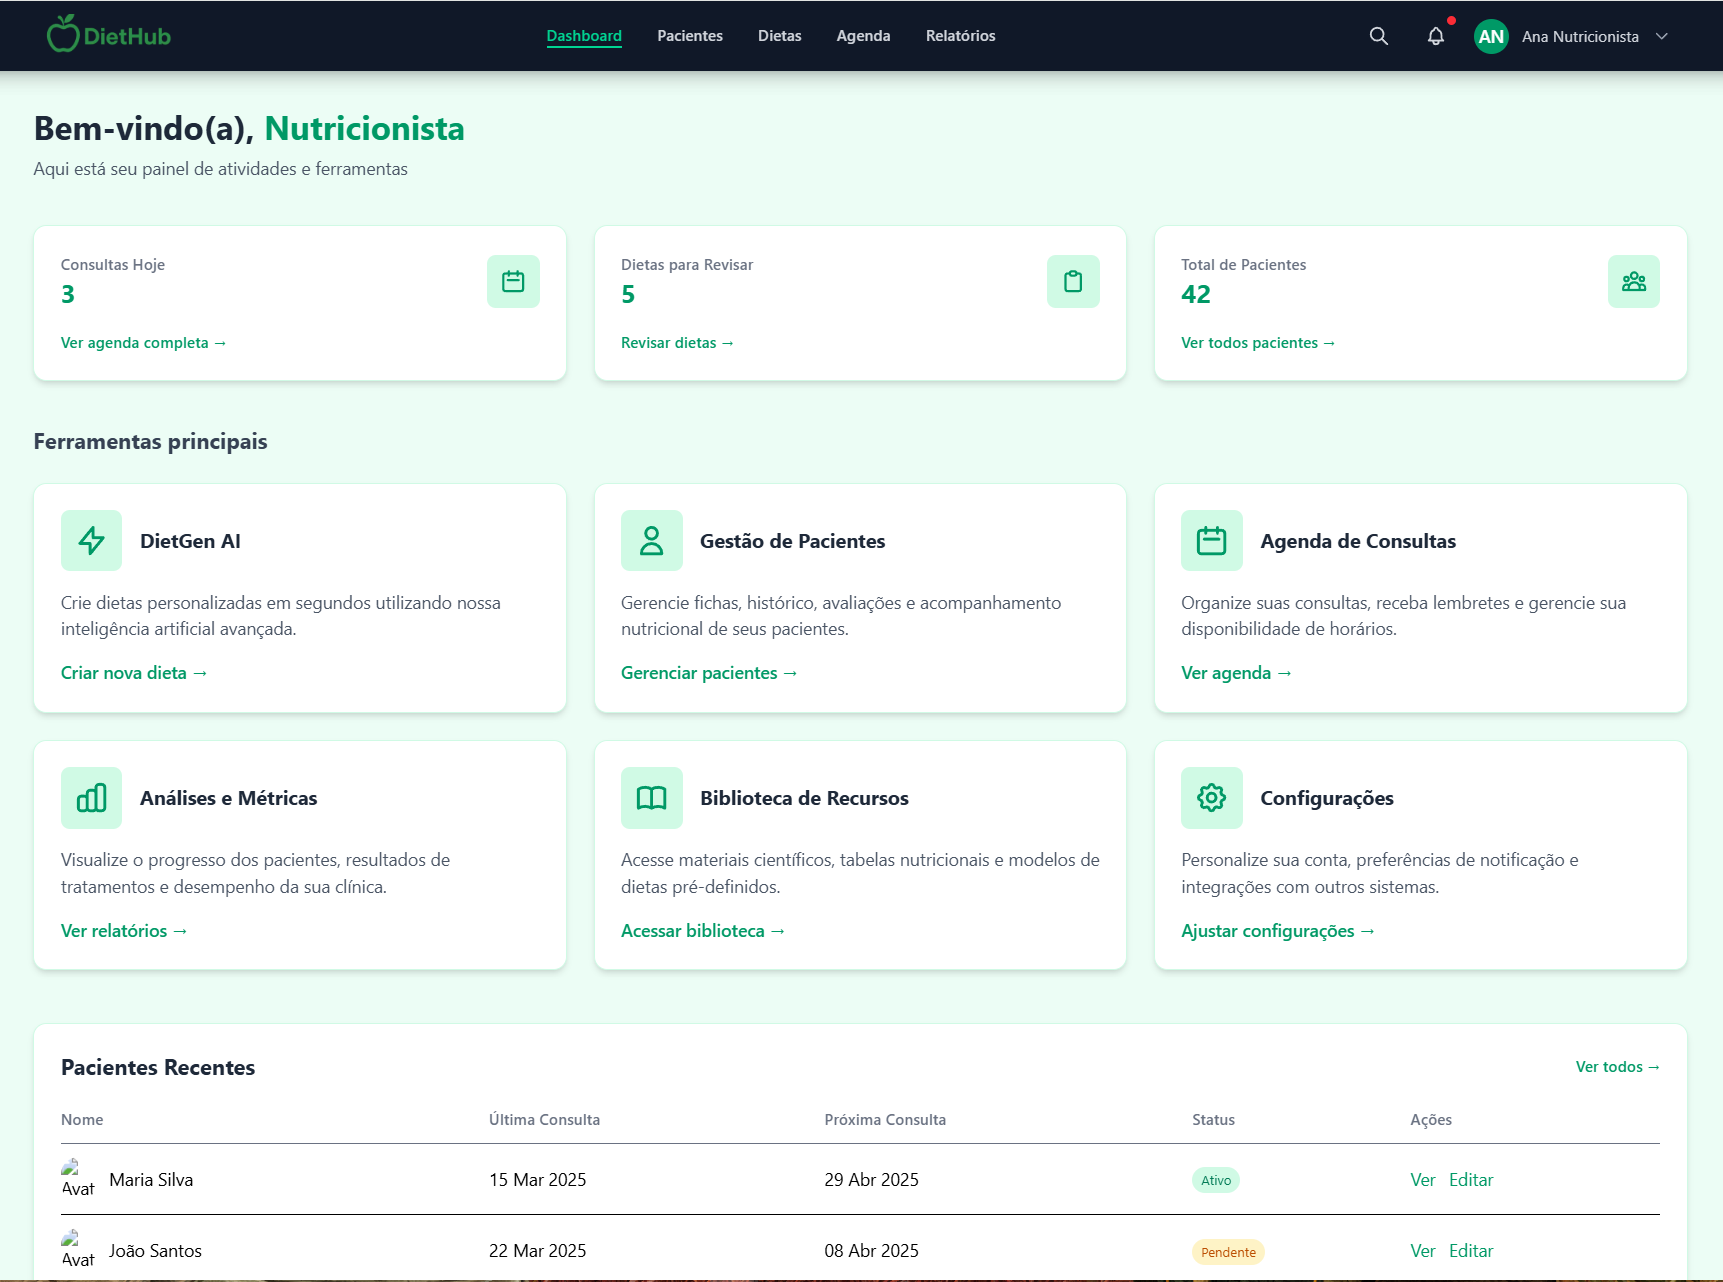 DietHub
Dashboard
Pacientes
Dietas
Agenda
Relatórios
AN
Ana Nutricionista
Bem-vindo(a), Nutricionista
Aqui está seu painel de atividades e ferramentas
Consultas Hoje
3
Ver agenda completa →
Dietas para Revisar
5
Revisar dietas →
Total de Pacientes
42
Ver todos pacientes →
Ferramentas principais
DietGen AI
Crie dietas personalizadas em segundos utilizando nossa
inteligência artificial avançada.
Criar nova dieta →
Gestão de Pacientes
Gerencie fichas, histórico, avaliações e acompanhamento
nutricional de seus pacientes.
Gerenciar pacientes →
Agenda de Consultas
Organize suas consultas, receba lembretes e gerencie sua
disponibilidade de horários.
Ver agenda →
Análises e Métricas
Visualize o progresso dos pacientes, resultados de
tratamentos e desempenho da sua clínica.
Ver relatórios →
Biblioteca de Recursos
Acesse materiais científicos, tabelas nutricionais e modelos de
dietas pré-definidos.
Acessar biblioteca →
Configurações
Personalize sua conta, preferências de notificação e
integrações com outros sistemas.
Ajustar configurações →
Pacientes Recentes
Ver todos →
Nome Última Consulta Próxima Consulta Status Ações
Avat Maria Silva 15 Mar 2025 29 Abr 2025 Ativo Ver Editar
Avat João Santos 22 Mar 2025 08 Abr 2025 Pendente Ver Editar